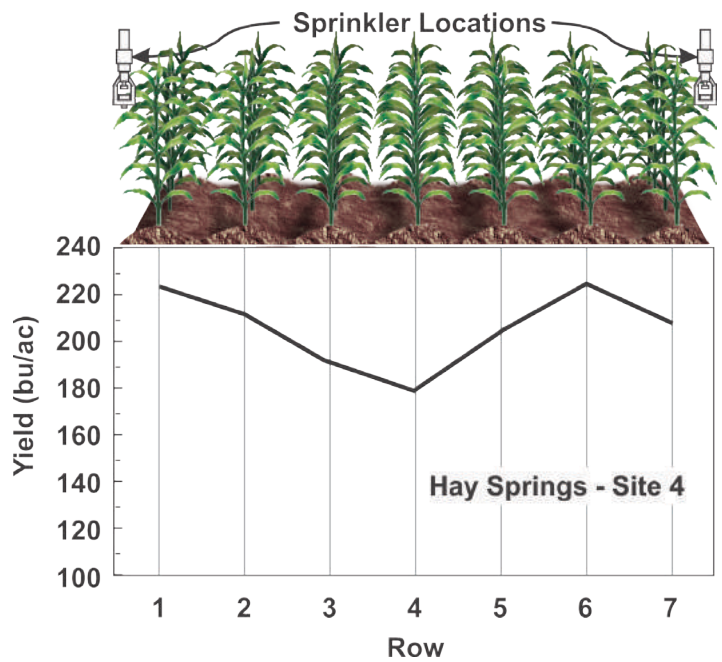 Sprinkler Locations
240
220
200
180
160
140
120
100
Yield (bu/ac)
Hay Springs - Site 4
1 2 3 4 5 6 7
Row